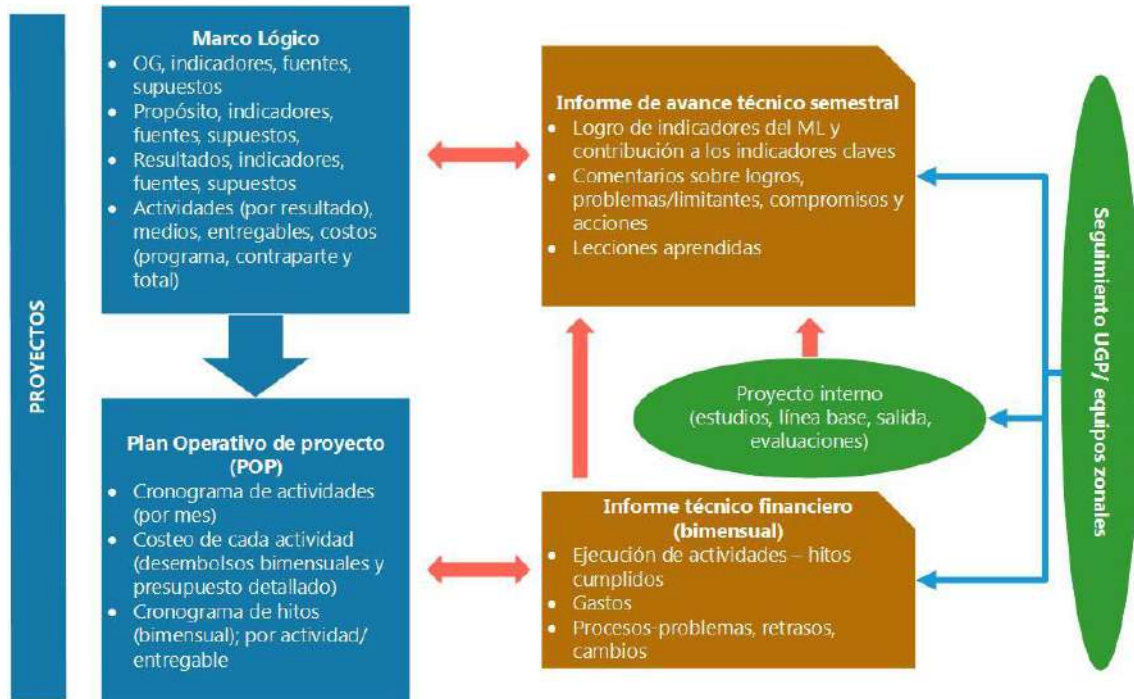 PROYECTOS
Marco Lógico
• OG, indicadores, fuentes,
supuestos
• Propósito, indicadores,
fuentes, supuestos,
• Resultados, indicadores,
fuentes, supuestos
• Actividades (por resultado),
medios, entregables, costos
(programa, contraparte y
total)
Informe de avance técnico semestral
• Logro de indicadores del ML y
contribución a los indicadores claves
• Comentarios sobre logros,
problemas/limitantes, compromisos y
acciones
• Lecciones aprendidas
Proyecto interno
(estudios, línea base, salida,
evaluaciones)
Plan Operativo de proyecto
(POP)
• Cronograma de actividades
(por mes)
• Costeo de cada actividad
(desembolsos bimensuales y
presupuesto detallado)
• Cronograma de hitos
(bimensual); por actividad/
entregable
Informe técnico financiero
(bimensual)
• Ejecución de actividades – hitos
cumplidos
• Gastos
• Procesos-problemas, retrasos,
cambios
Seguimiento UGP/ equipos zonales